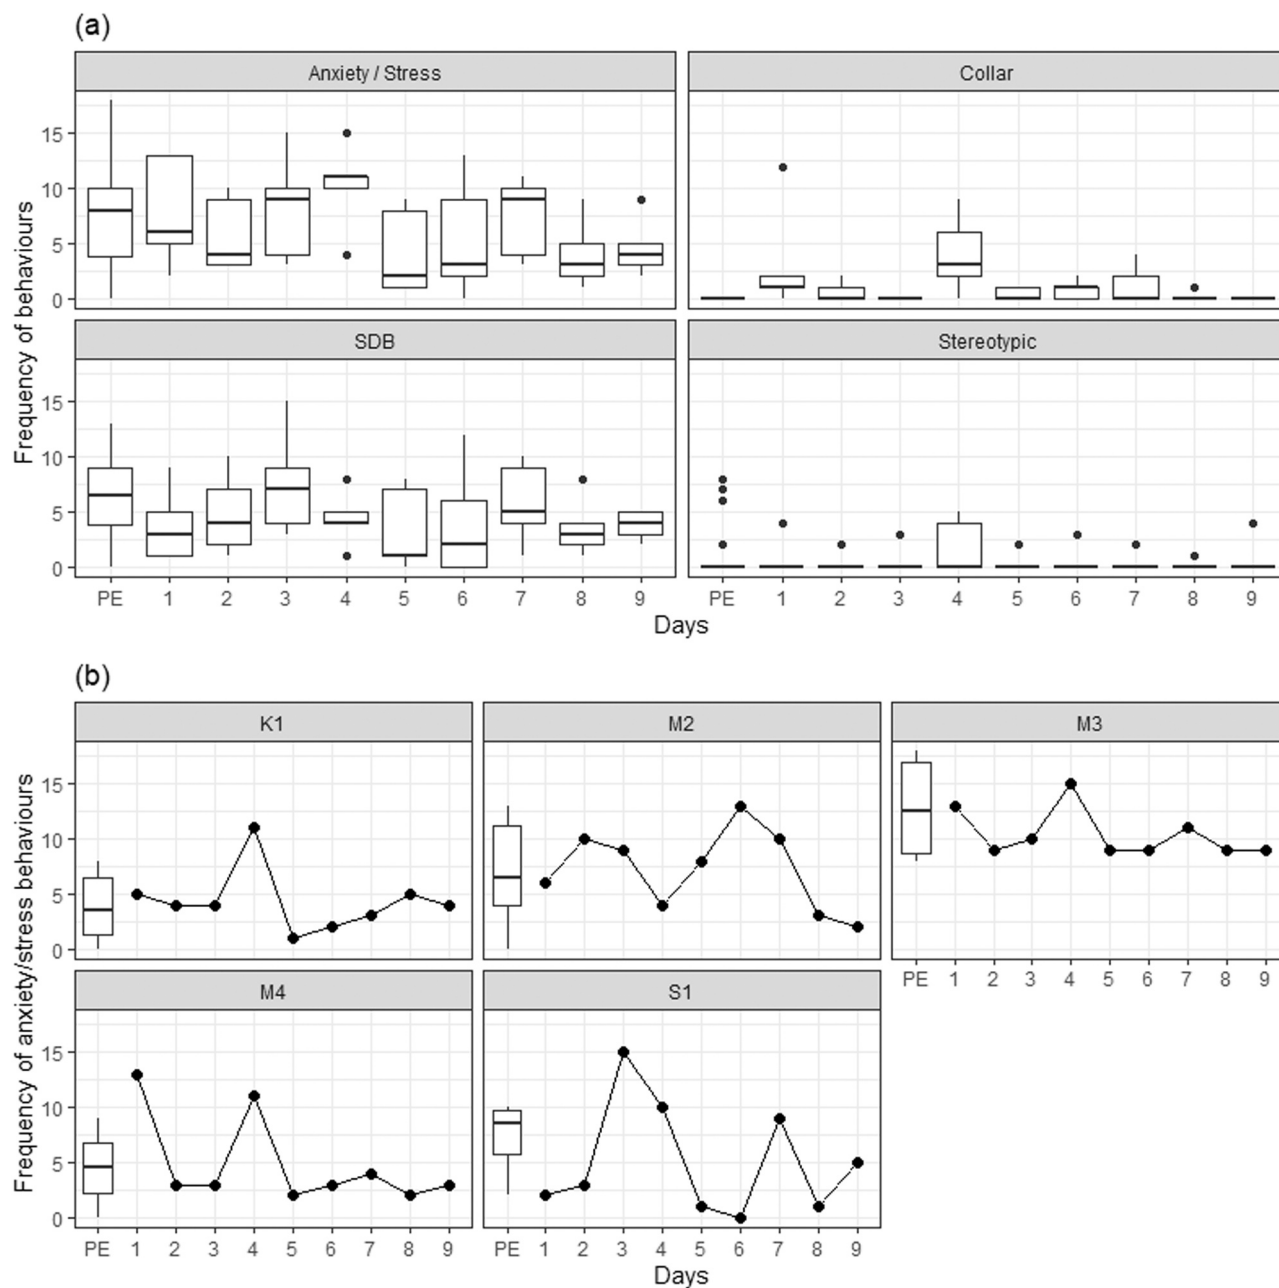 (a)
Anxiety / Stress
Collar
15
10
5
0
Frequency of behaviours
SDB
Stereotypic
15
10
5
0
PE 1 2 3 4 5 6 7 8 9
PE 1 2 3 4 5 6 7 8 9
Days
(b)
K1
M2
M3
15
10
5
0
PE 1 2 3 4 5 6 7 8 9
Frequency of anxiety/stress behaviours
M4
S1
15
10
5
0
PE 1 2 3 4 5 6 7 8 9
PE 1 2 3 4 5 6 7 8 9
Days